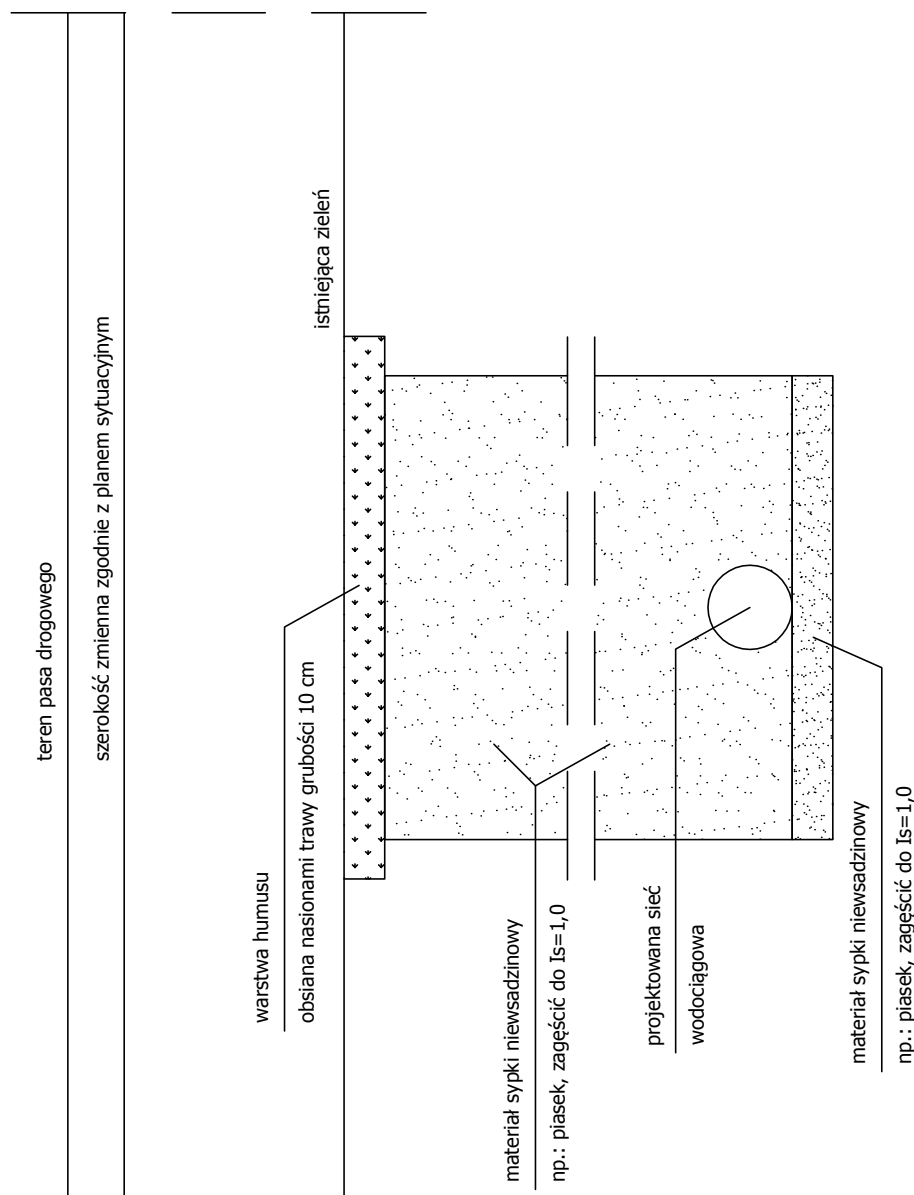 teren pasa drogowego
szerokość zmienna zgodnie z planem sytuacyjnym
istniejąca zieleń
warstwa humusu
obsiana nasionami trawy grubości 10 cm
materiał sypki niewsadzinowy
np.: piasek, zagęścić do Is=1,0
projektowana sieć
wodociągowa
materiał sypki niewsadzinowy
np.: piasek, zagęścić do Is=1,0